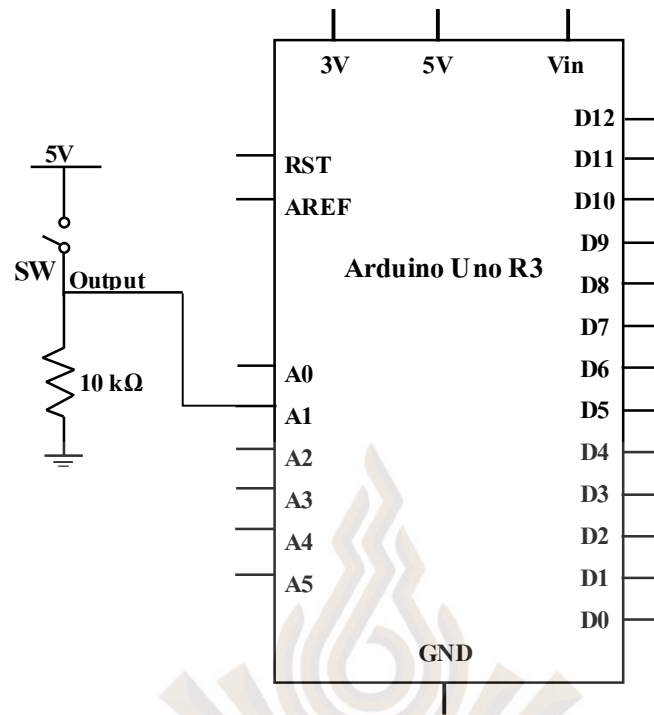 3V 5V Vin
D12
5V
RST
D11
AREF
D10
D9
SW
Output
Arduino Uno R3
D8
D7
A0
D6
10 kΩ
A1
D5
A2
D4
A3
D3
A4
D2
A5
D1
D0
GND